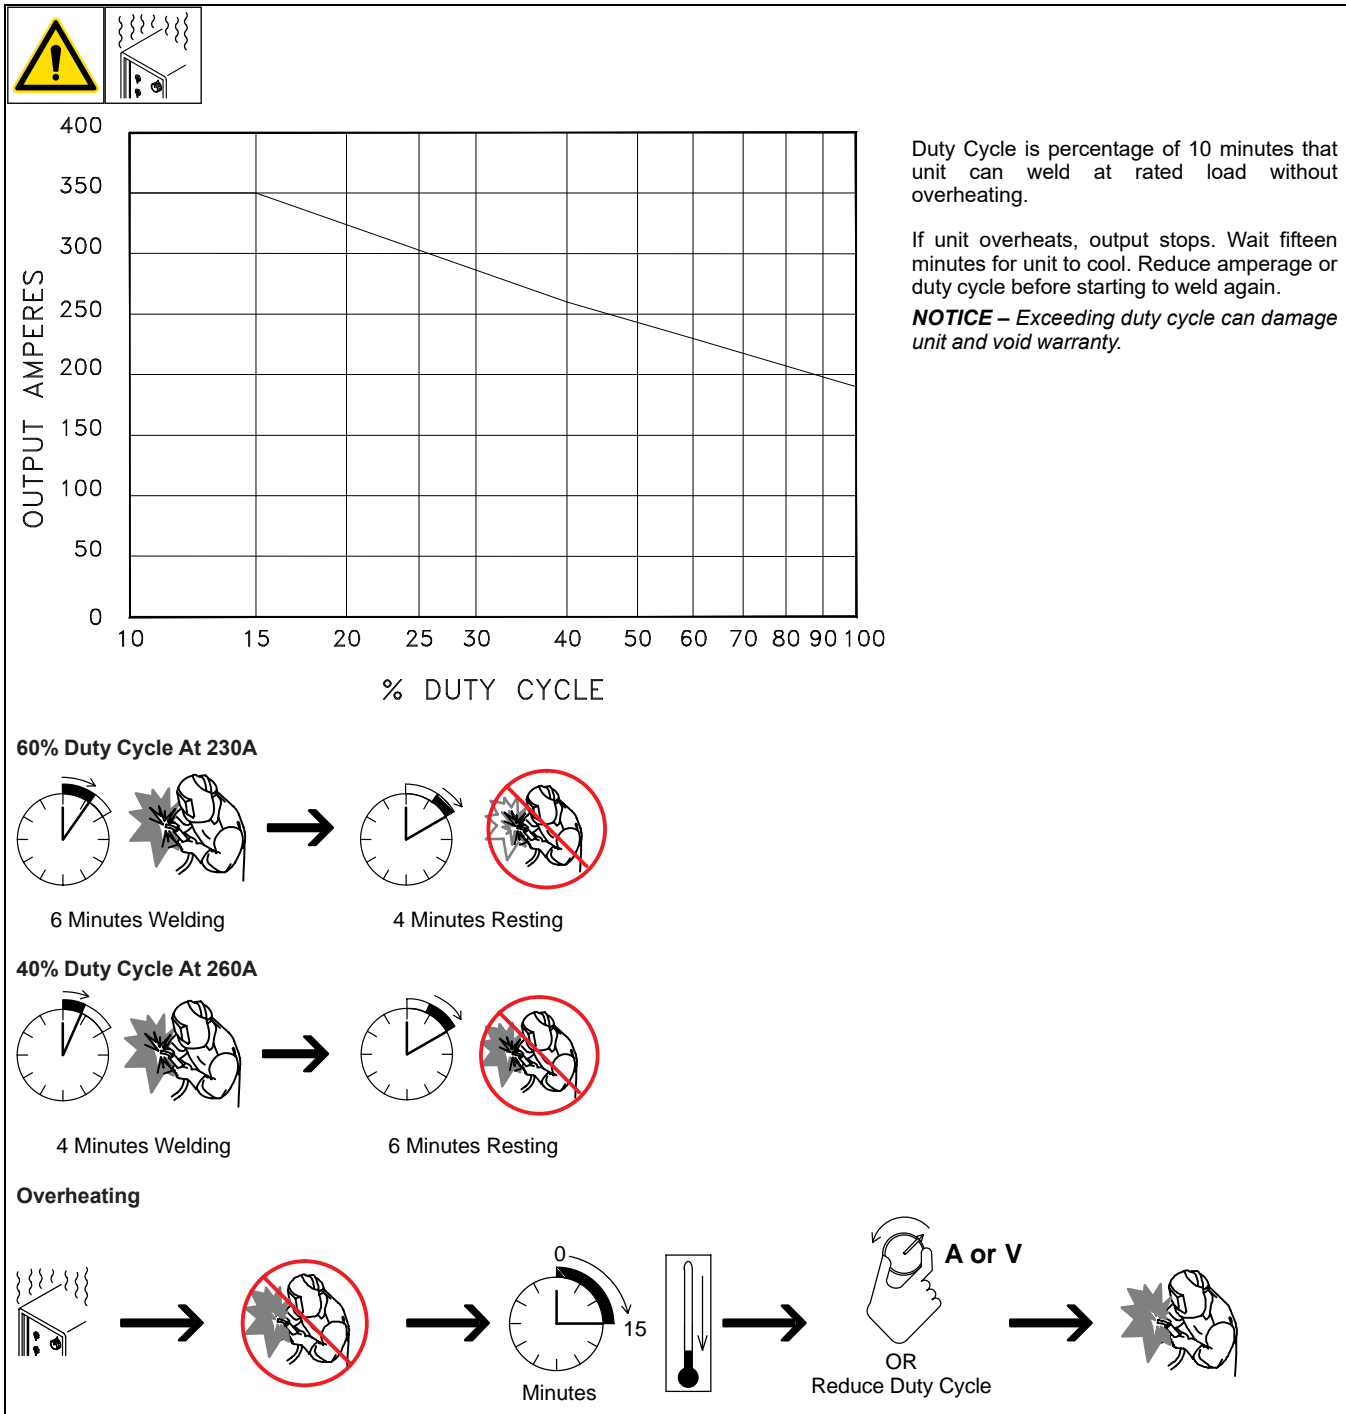 400
350
300
250
200
150
100
50
0
OUTPUT AMPERES
10 15 20 25 30 40 50 60 70 80 90 100
% DUTY CYCLE
Duty Cycle is percentage of 10 minutes that
unit can weld at rated load without
overheating.
If unit overheats, output stops. Wait fifteen
minutes for unit to cool. Reduce amperage or
duty cycle before starting to weld again.
NOTICE – Exceeding duty cycle can damage
unit and void warranty.
60% Duty Cycle At 230A
6 Minutes Welding
4 Minutes Resting
40% Duty Cycle At 260A
4 Minutes Welding
6 Minutes Resting
Overheating
0
15
Minutes
A or V
OR
Reduce Duty Cycle